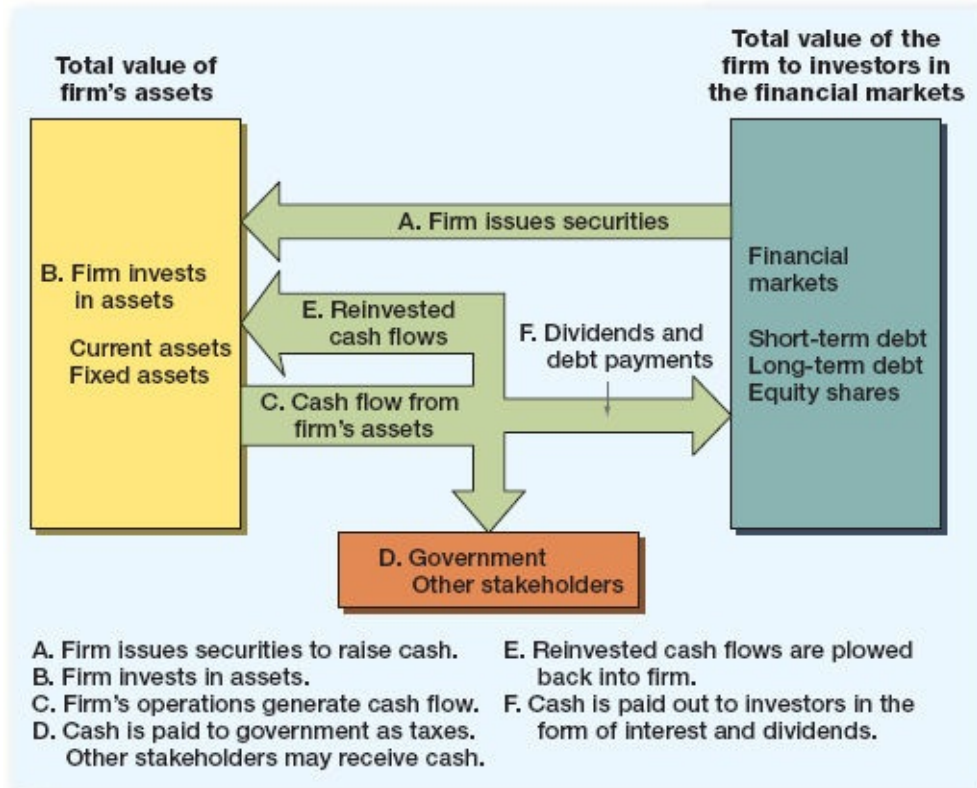 Total value of
firm's assets
Total value of the
firm to investors in
the financial markets
A. Firm issues securities
B. Firm invests
in assets
Current assets
Fixed assets
E. Reinvested
cash flows
F. Dividends and
debt payments
Financial
markets
Short-term debt
Long-term debt
Equity shares
C. Cash flow from
firm's assets
D. Government
Other stakeholders
A. Firm issues securities to raise cash.
B. Firm invests in assets.
C. Firm's operations generate cash flow.
D. Cash is paid to government as taxes.
Other stakeholders may receive cash.
E. Reinvested cash flows are plowed
back into firm.
F. Cash is paid out to investors in the
form of interest and dividends.